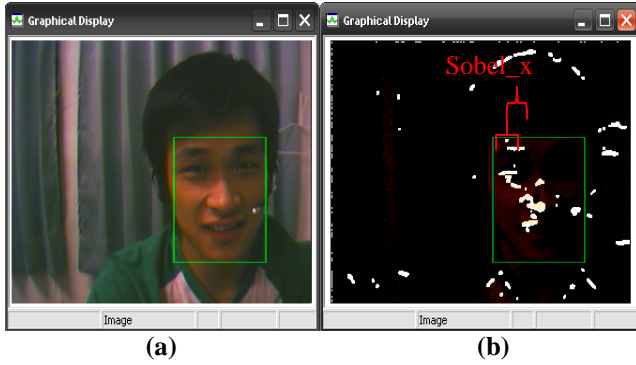 Graphical Display
Graphical Display
Sobel_x
Image
Image
(a)
(b)